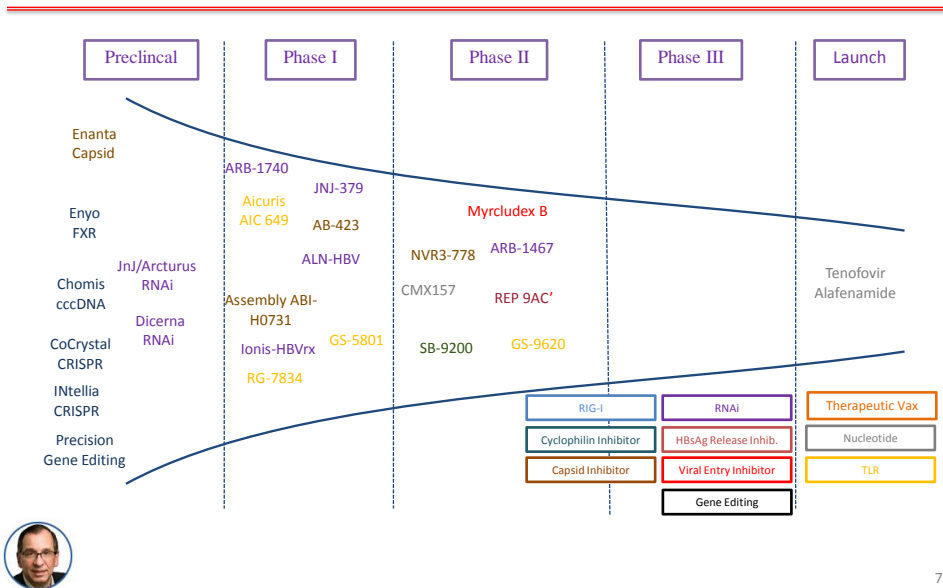 Preclincal
Phase I
Phase II
Phase III
Launch
Enanta
Capsid
Enyo
FXR
JnJ/Arcturus
RNAi
Chomis
cccDNA
Dicerna
RNAi
CoCrystal
CRISPR
INtellia
CRISPR
Precision
Gene Editing
ARB-1740
JNJ-379
Aicuris
AIC 649
AB-423
ALN-HBV
Assembly ABI-
H0731
GS-5801
Ionis-HBVrx
RG-7834
Myrcludex B
NVR3-778
ARB-1467
CMX157
REP 9AC’
SB-9200
GS-9620
Tenofovir
Alafenamide
RIG-I
RNAi
Therapeutic Vax
Cyclophilin Inhibitor
HBsAg Release Inhib.
Nucleotide
Capsid Inhibitor
Viral Entry Inhibitor
TLR
Gene Editing
7